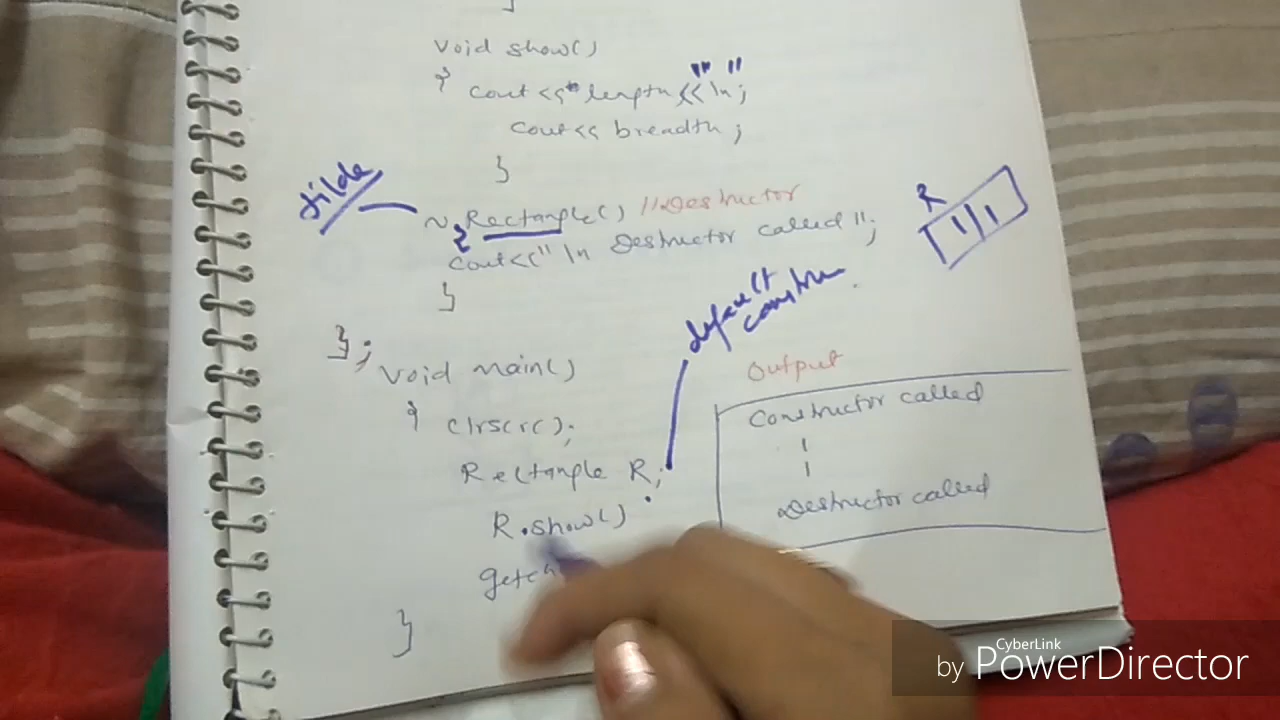 void show()
{ cout << length << "\n";
cout << breadth;
}
tilde
~ Rectangle() // Destructor
{
cout<<"\n Destructor called";
}
};
R
1 1
default
constru
void main()
{ clrscr();
Rectangle R;
R.show()
}
Output
Constructor called
1
1
Destructor called
CyberLink
by PowerDirector